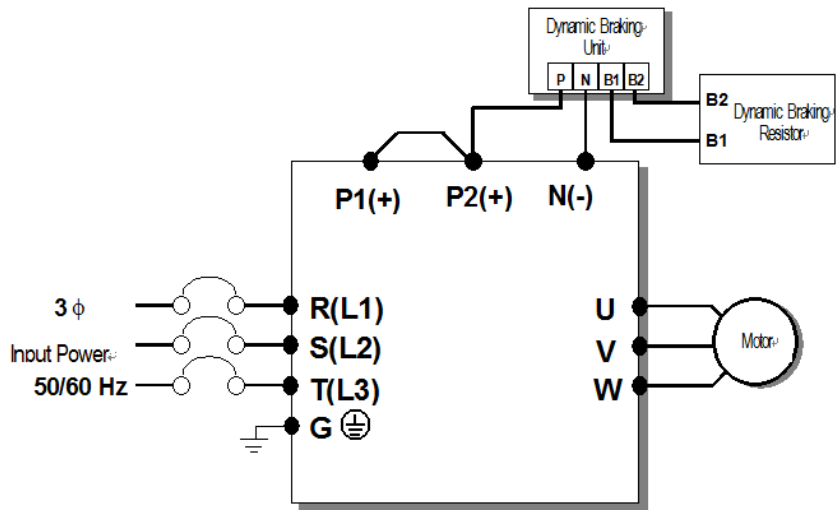 Dynamic Braking
Unit
P N B1 B2
B2
Dynamic Braking
B1
Resistor
P1(+) P2(+) N(-)
3 ϕ
R(L1)
U
Input Power
S(L2)
V
Motor
50/60 Hz
T(L3)
W
G